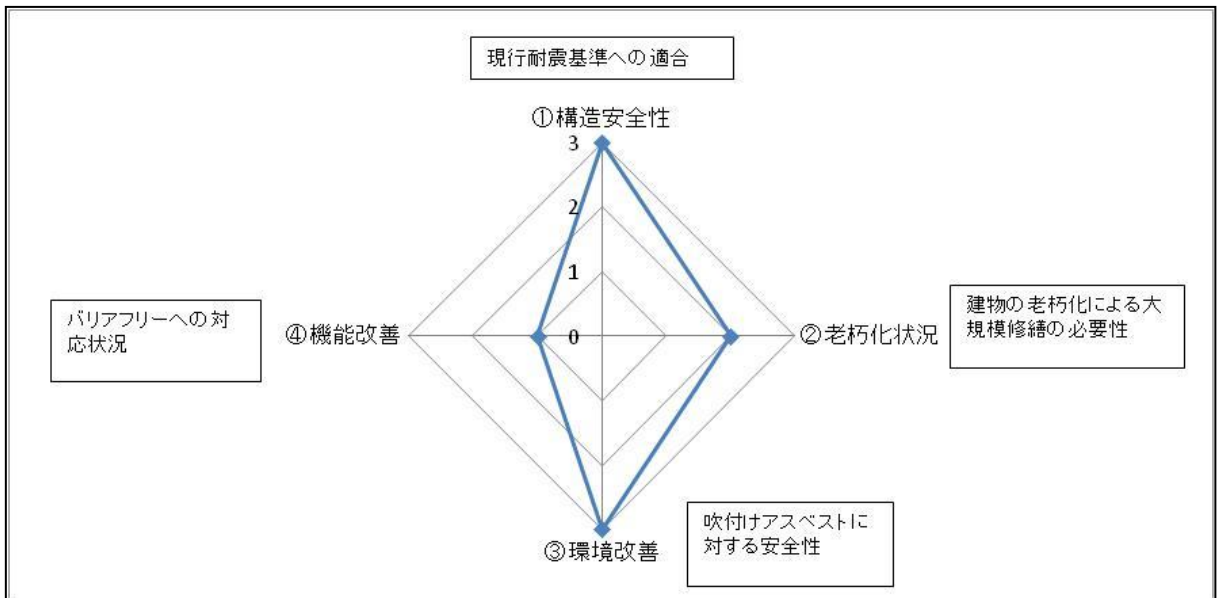 現行耐震基準への適合
①構造安全性
3
2
1
0
バリアフリーへの対
応状況
④機能改善
②老朽化状況
建物の老朽化による大
規模修繕の必要性
③環境改善
吹付けアスベストに
対する安全性